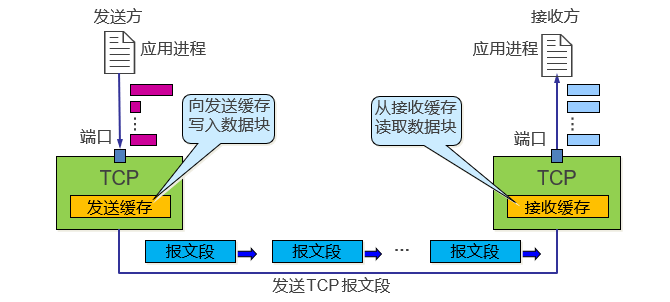 发送方
接收方
应用进程
应用进程
向发送缓存
写入数据块
从接收缓存
读取数据块
端口
端口
TCP
TCP
发送缓存
接收缓存
报文段
报文段
...
报文段
发送TCP 报文段